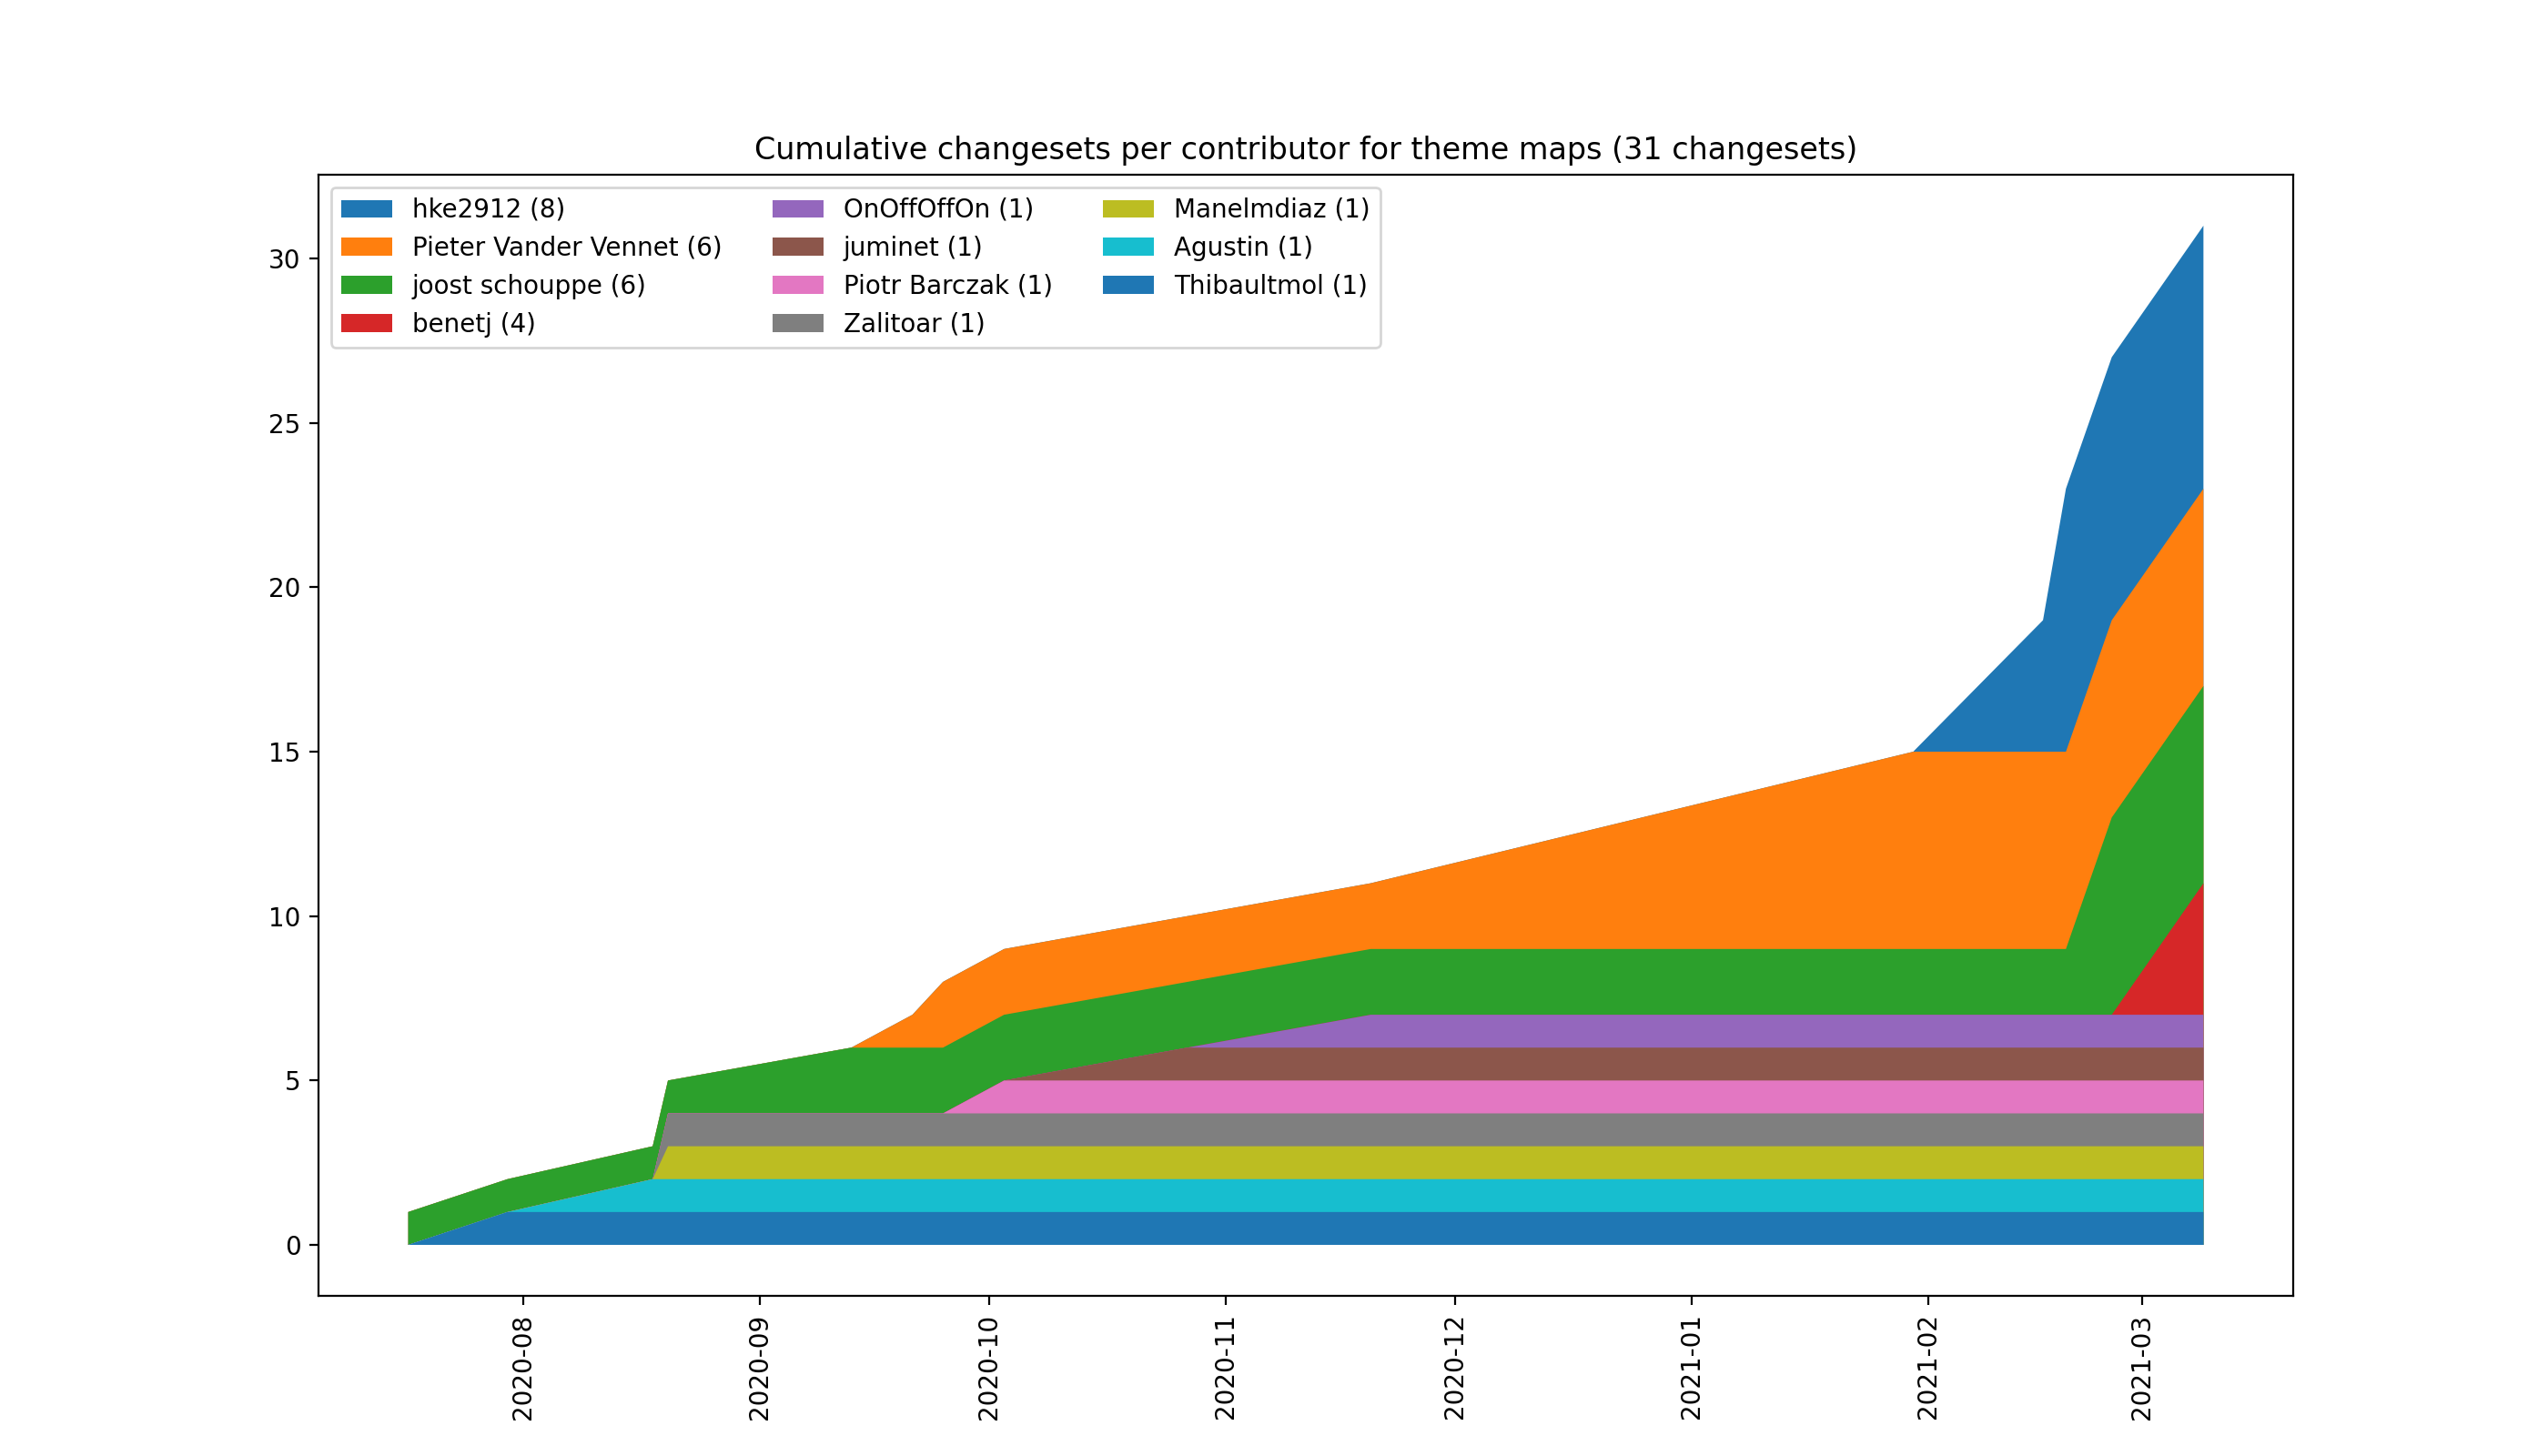 Cumulative changesets per contributor for theme maps (31 changesets)
hke2912 (8)
Pieter Vander Vennet (6)
joost schouppe (6)
benetj (4)
OnOffOffOn (1)
juminet (1)
Piotr Barczak (1)
Zalitoar (1)
Manelmdiaz (1)
Agustin (1)
Thibaultmol (1)
30
25
20
15
10
5
0
2020-08
2020-09
2020-10
2020-11
2020-12
2021-01
2021-02
2021-03